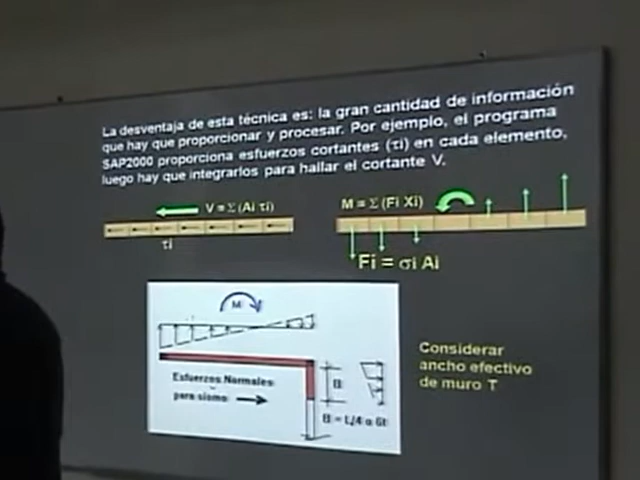 La desventaja de esta técnica es: la gran cantidad de información
que hay que proporcionar y procesar. Por ejemplo, el programa
SAP2000 proporciona esfuerzos cortantes (τi) en cada elemento,
luego hay que integrarlos para hallar el cortante V.
V = Σ (Ai τi)
τi
M = Σ (Fi Xi)
Fi = σi Ai
M
Esfuerzos Normales
para sismo
B
B = L/4 o 6t
Considerar
ancho efectivo
de muro T